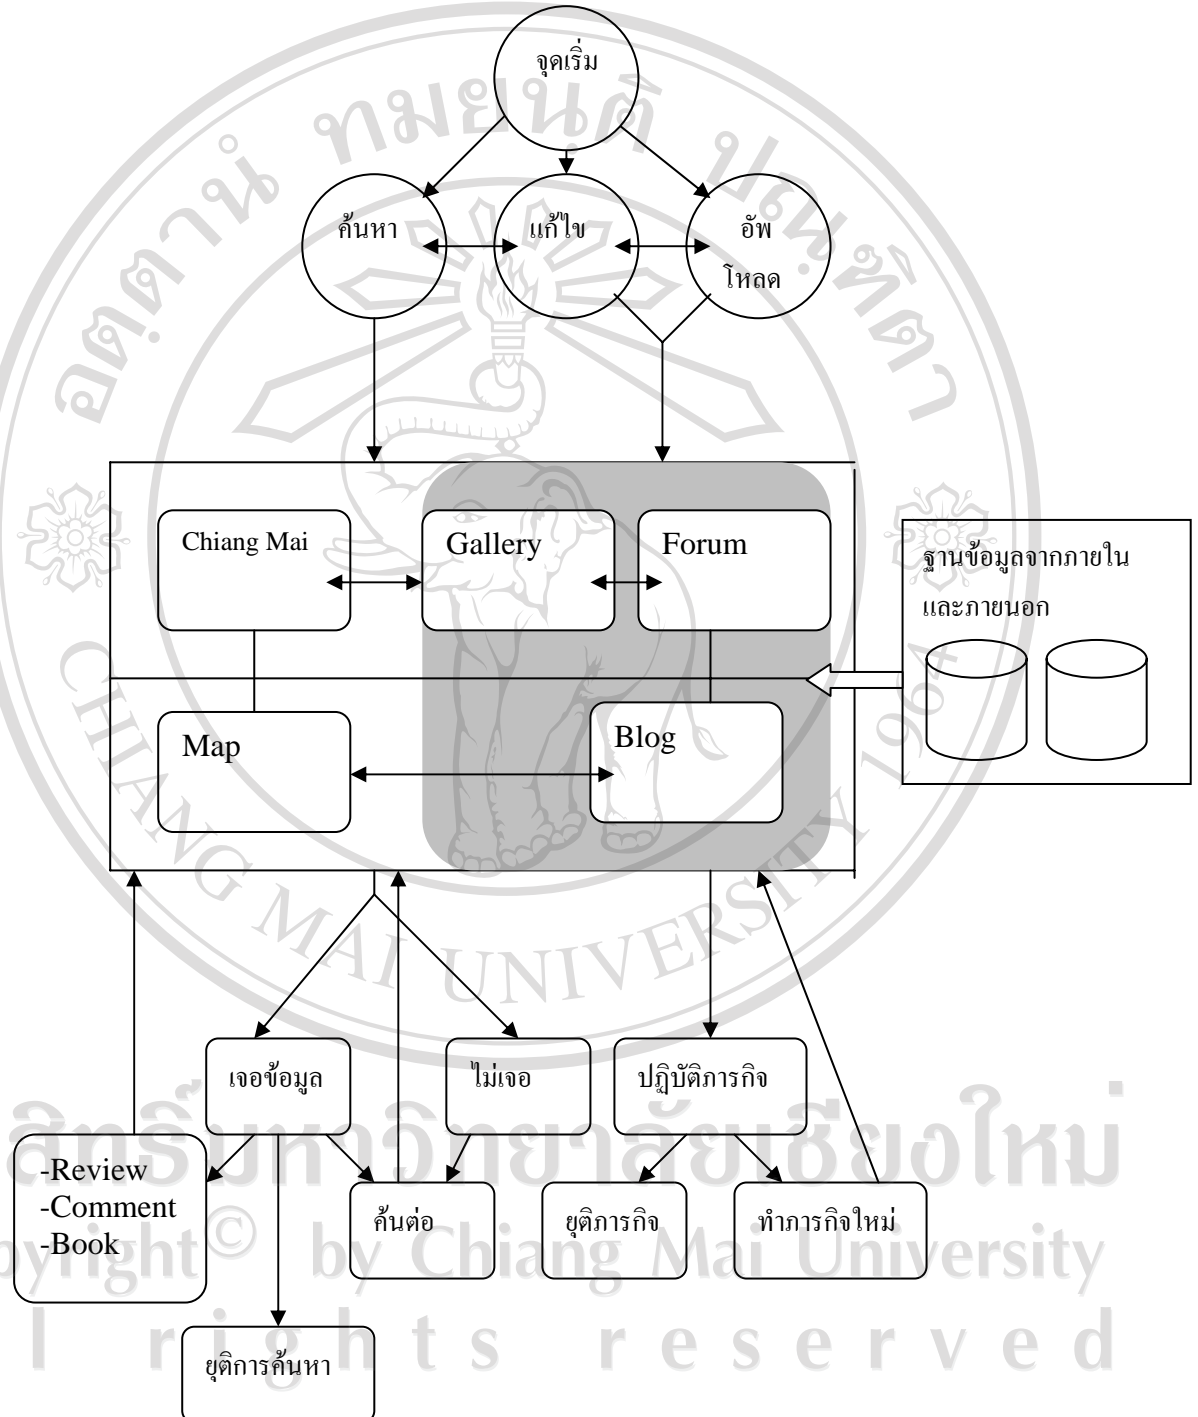 จุดเริ่ม
ค้นหา
แก้ไข
อัพ
โหลด
Chiang Mai
Gallery
Forum
ฐานข้อมูลจากภายใน
และภายนอก
Map
Blog
เจอข้อมูล
ไม่เจอ
ปฏิบัติภารกิจ
-Review
-Comment
-Book
ค้นต่อ
ยุติภารกิจ
ทำภารกิจใหม่
ยุติการค้นหา
CHIANG MAI UNIVERSITY 1964
สิทธิ์มหาวิทยาลัยเชียงใหม่
pyright© by Chiang Mai University
l rights reserved